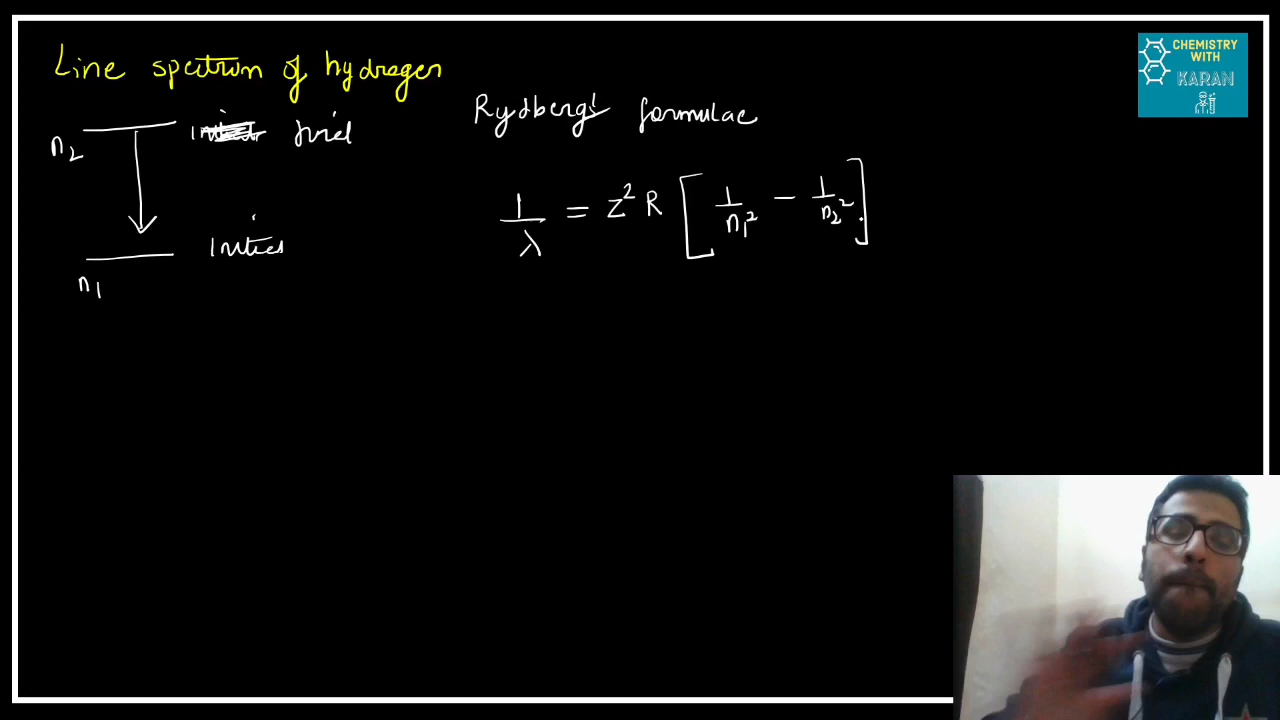 Line spectrum of hydrogen
CHEMISTRY
WITH
KARAN
Rydberg's formulae
n2 final
1/λ = Z² R [ 1/n1² - 1/n2² ]
Initial
n1